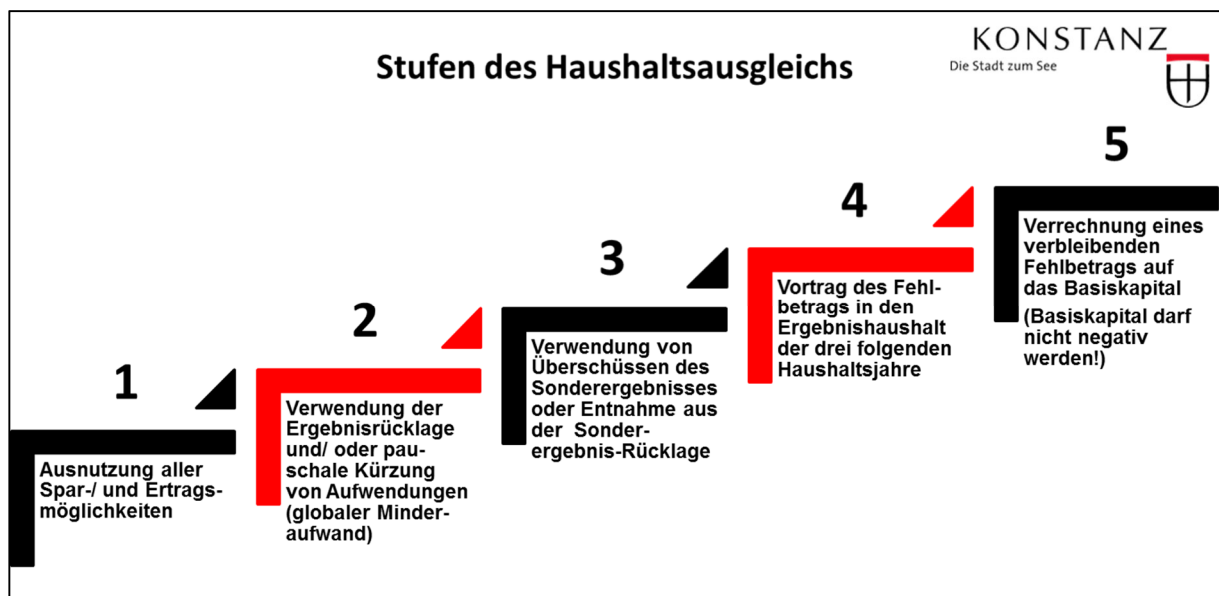 Stufen des Haushaltsausgleichs
KONSTANZ
Die Stadt zum See
1
Ausnutzung aller
Spar-/ und Ertrags-
möglichkeiten
2
Verwendung der
Ergebnisrücklage
und/ oder pau-
schale Kürzung
von Aufwendungen
(globaler Minder-
aufwand)
3
Verwendung von
Überschüssen des
Sonderergebnisses
oder Entnahme aus
der Sonder-
ergebnis-Rücklage
4
Vortrag des Fehl-
betrags in den
Ergebnishaushalt
der drei folgenden
Haushaltsjahre
5
Verrechnung eines
verbleibenden
Fehlbetrags auf
das Basiskapital
(Basiskapital darf
nicht negativ
werden!)